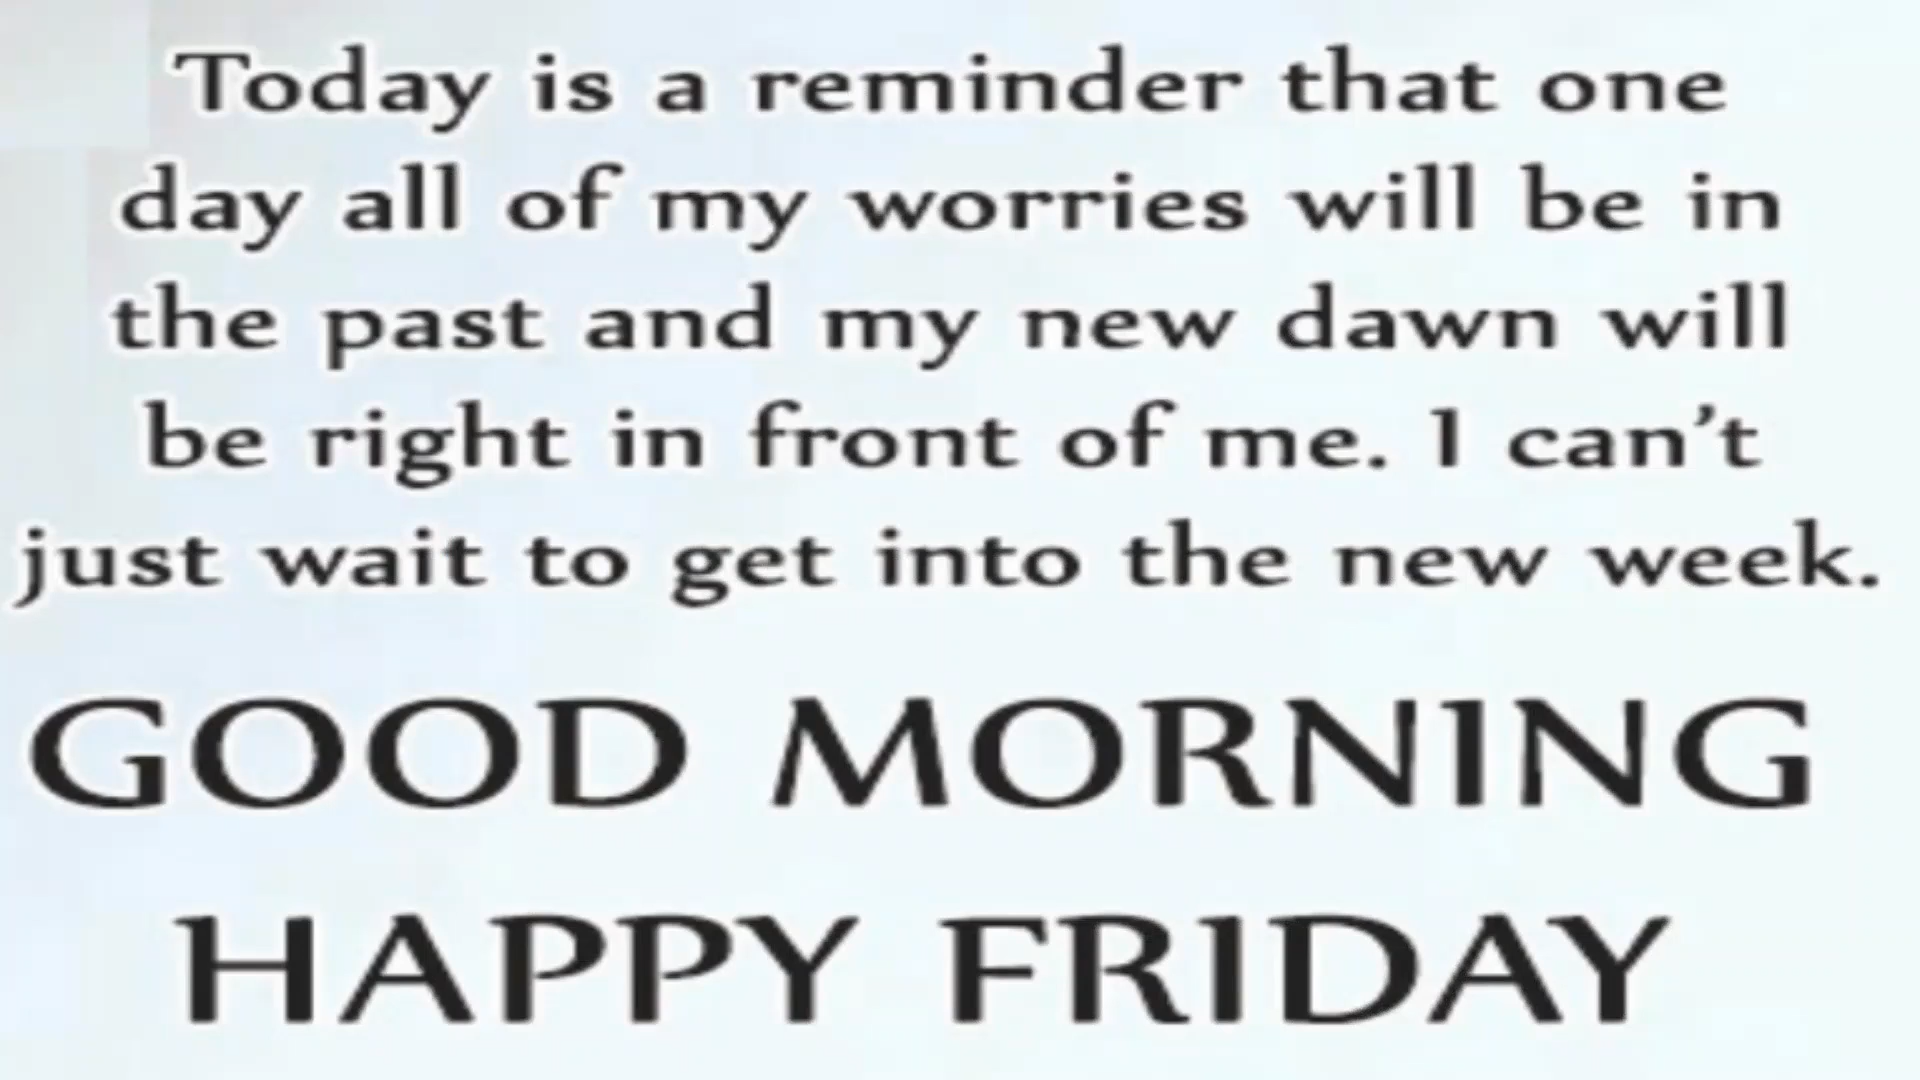 Today is a reminder that one
day all of my worries will be in
the past and my new dawn will
be right in front of me. I can't
just wait to get into the new week.
GOOD MORNING
HAPPY FRIDAY